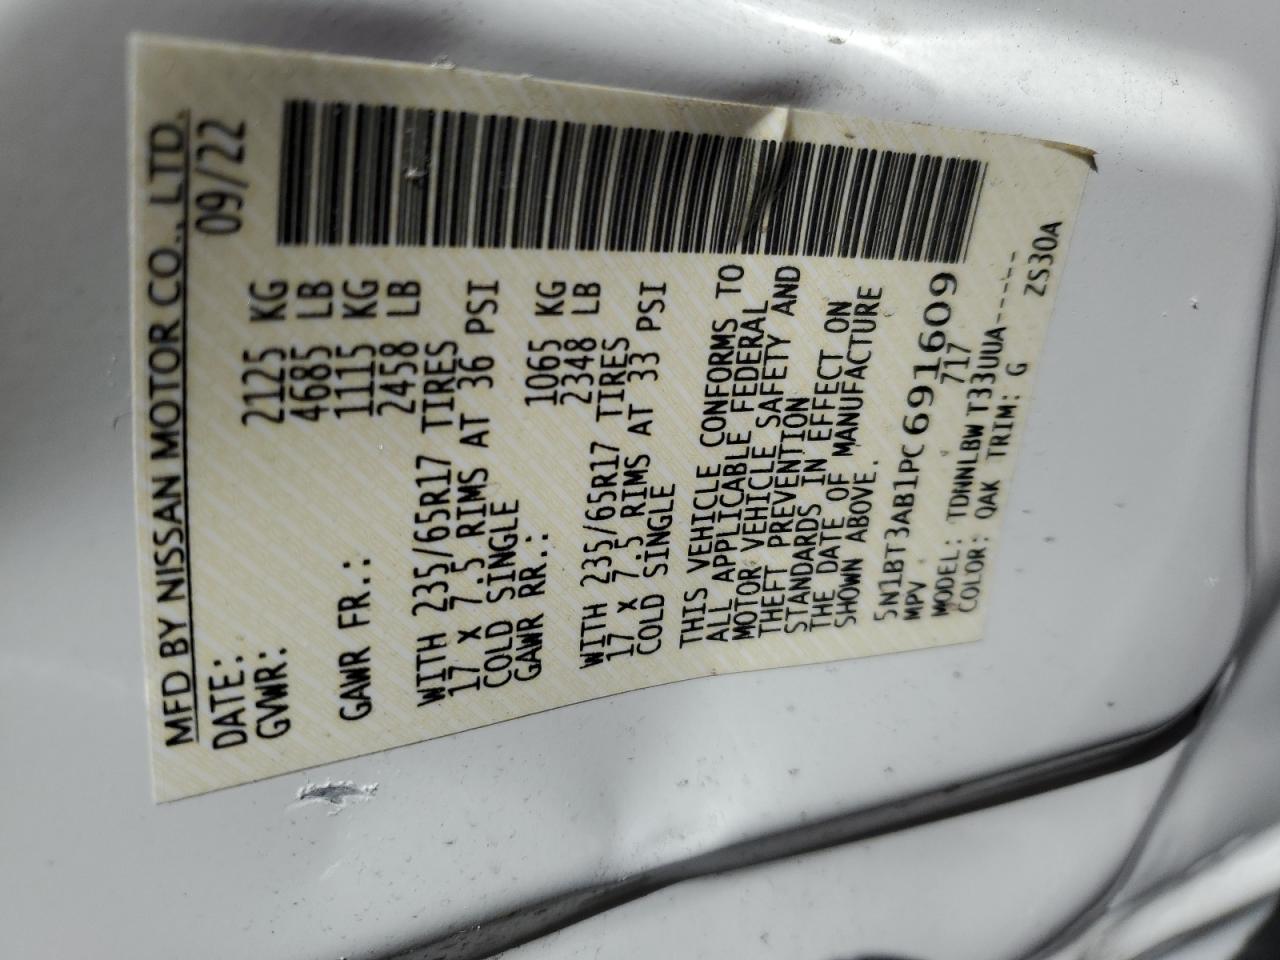 MFD BY NISSAN MOTOR CO., LTD.
DATE: 09/22
GVWR: 2125 KG
4685 LB
GAWR FR.: 1115 KG
2458 LB
WITH 235/65R17 TIRES
17 X 7.5 RIMS AT 36 PSI
COLD SINGLE
GAWR RR.: 1065 KG
2348 LB
WITH 235/65R17 TIRES
17 X 7.5 RIMS AT 33 PSI
COLD SINGLE
THIS VEHICLE CONFORMS TO
ALL APPLICABLE FEDERAL
MOTOR VEHICLE SAFETY AND
THEFT PREVENTION
STANDARDS IN EFFECT ON
THE DATE OF MANUFACTURE
SHOWN ABOVE.
5N1BT3AB1PC691609
MPV 717
MODEL: TDNNLBW T33UUA-----
COLOR: QAK TRIM: G
ZS30A